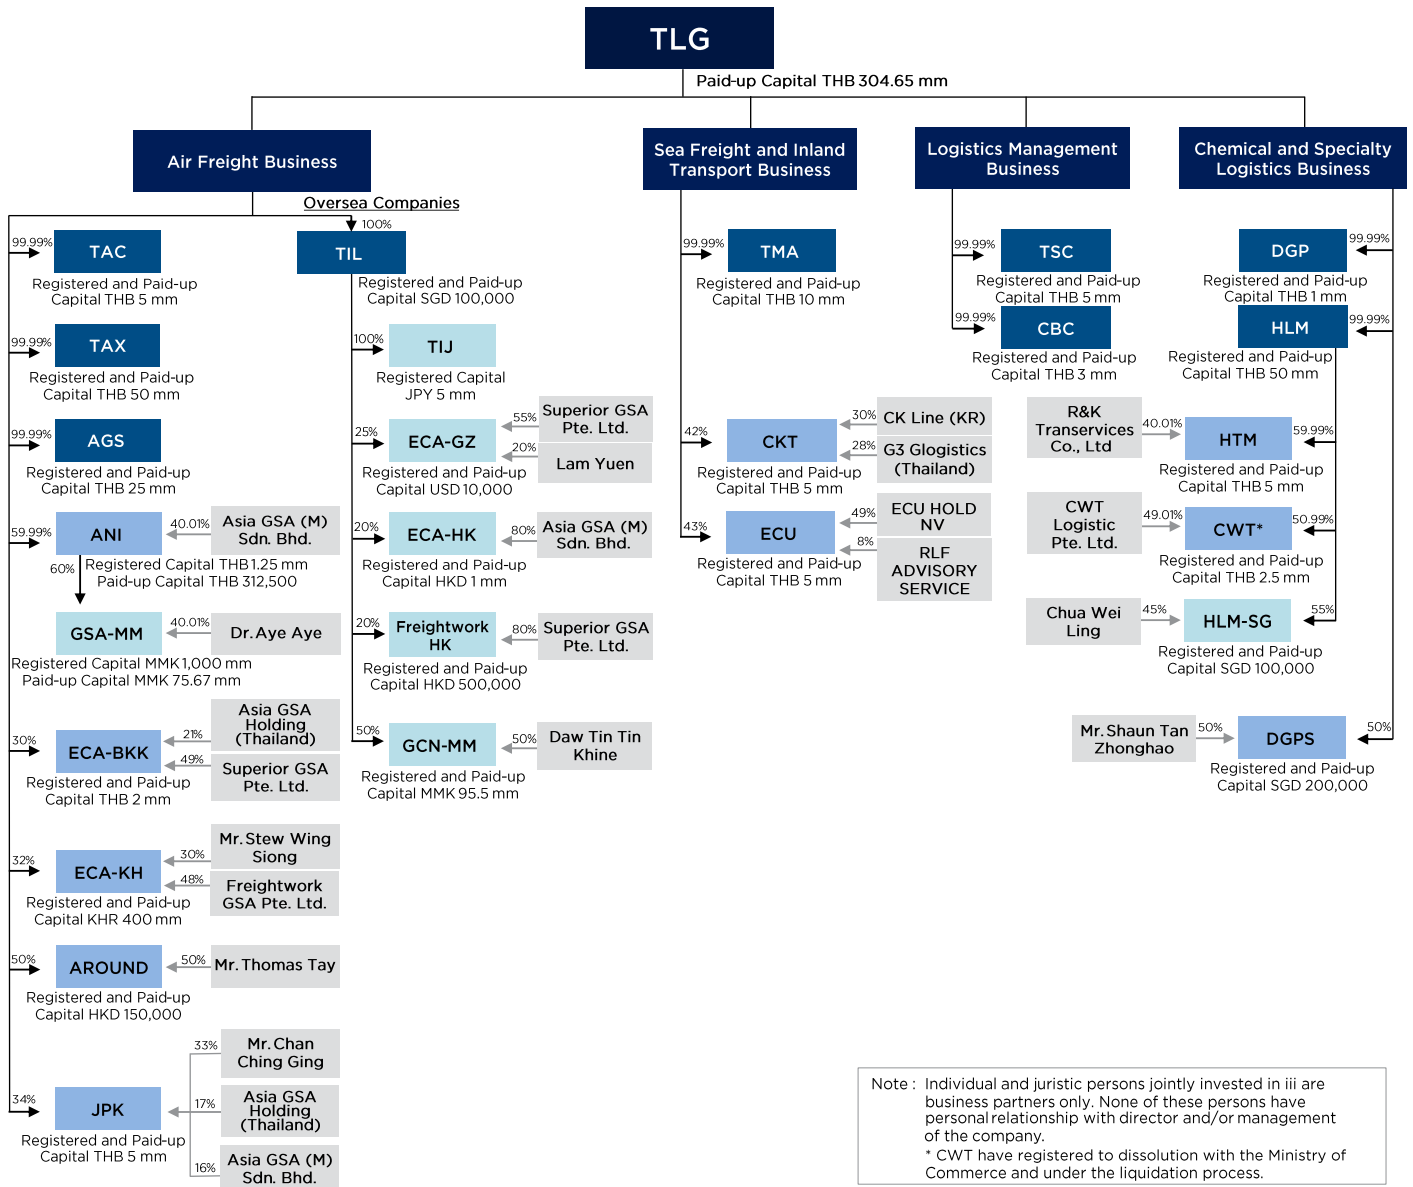 TLG
Paid-up Capital THB 304.65 mm
Air Freight Business
99.99%
TAC
Registered and Paid-up
Capital THB 5 mm
99.99%
TAX
Registered and Paid-up
Capital THB 50 mm
99.99%
AGS
Registered and Paid-up
Capital THB 25 mm
59.99%
ANI
40.01%
Asia GSA (M)
Sdn. Bhd.
Registered Capital THB 1.25 mm
Paid-up Capital THB 312,500
60%
GSA-MM
40.01%
Dr. Aye Aye
Registered Capital MMK 1,000 mm
Paid-up Capital MMK 75.67 mm
30%
ECA-BKK
21%
Asia GSA
Holding
(Thailand)
49%
Superior GSA
Pte. Ltd.
Registered and Paid-up
Capital THB 2 mm
32%
ECA-KH
30%
Mr. Stew Wing
Siong
48%
Freightwork
GSA Pte. Ltd.
Registered and Paid-up
Capital KHR 400 mm
50%
AROUND
50%
Mr. Thomas Tay
Registered and Paid-up
Capital HKD 150,000
34%
JPK
33%
Mr. Chan
Ching Ging
17%
Asia GSA
Holding
(Thailand)
16%
Asia GSA (M)
Sdn. Bhd.
Registered and Paid-up
Capital THB 5 mm
Oversea Companies
100%
TIL
Registered and Paid-up
Capital SGD 100,000
100%
TIJ
Registered Capital
JPY 5 mm
25%
ECA-GZ
55%
Superior GSA
Pte. Ltd.
20%
Lam Yuen
Registered and Paid-up
Capital USD 10,000
20%
ECA-HK
80%
Asia GSA (M)
Sdn. Bhd.
Registered and Paid-up
Capital HKD 1 mm
20%
Freightwork
HK
80%
Superior GSA
Pte. Ltd.
Registered and Paid-up
Capital HKD 500,000
50%
GCN-MM
50%
Daw Tin Tin
Khine
Registered and Paid-up
Capital MMK 95.5 mm
Sea Freight and Inland
Transport Business
99.99%
TMA
Registered and Paid-up
Capital THB 10 mm
42%
CKT
30%
CK Line (KR)
28%
G3 Glogistics
(Thailand)
Registered and Paid-up
Capital THB 5 mm
43%
ECU
49%
ECU HOLD
NV
8%
RLF
ADVISORY
SERVICE
Registered and Paid-up
Capital THB 5 mm
Logistics Management
Business
99.99%
TSC
Registered and Paid-up
Capital THB 5 mm
99.99%
CBC
Registered and Paid-up
Capital THB 3 mm
Chemical and Specialty
Logistics Business
DGP
99.99%
Registered and Paid-up
Capital THB 1 mm
HLM
99.99%
Registered and Paid-up
Capital THB 50 mm
R&K
Transervices
Co., Ltd
40.01%
HTM
59.99%
Registered and Paid-up
Capital THB 5 mm
CWT
Logistic
Pte. Ltd.
49.01%
CWT*
50.99%
Registered and Paid-up
Capital THB 2.5 mm
Chua Wei
Ling
45%
HLM-SG
55%
Registered and Paid-up
Capital SGD 100,000
Mr. Shaun Tan
Zhonghao
50%
DGPS
50%
Registered and Paid-up
Capital SGD 200,000
Note : Individual and juristic persons jointly invested in iii are
business partners only. None of these persons have
personal relationship with director and/or management
of the company.
* CWT have registered to dissolution with the Ministry of
Commerce and under the liquidation process.